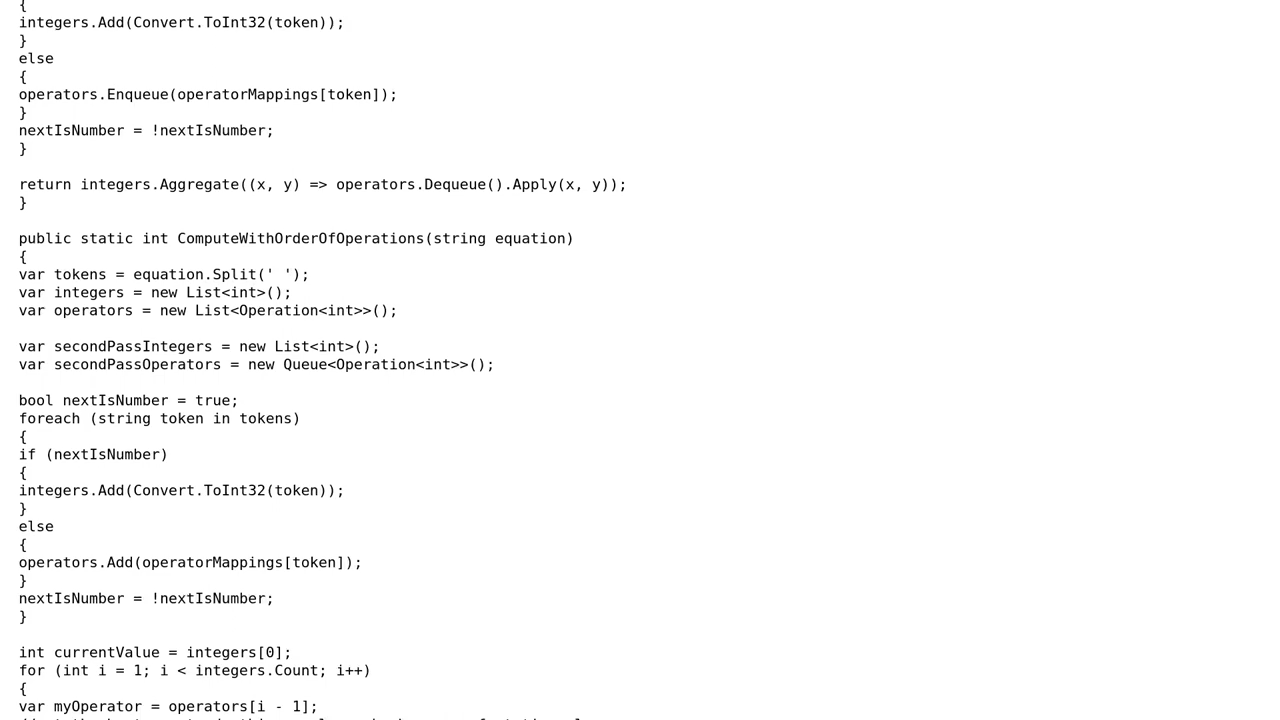 {
integers.Add(Convert.ToInt32(token));
}
else
{
operators.Enqueue(operatorMappings[token]);
}
nextIsNumber = !nextIsNumber;
}

return integers.Aggregate((x, y) => operators.Dequeue().Apply(x, y));
}

public static int ComputeWithOrderOfOperations(string equation)
{
var tokens = equation.Split(' ');
var integers = new List<int>();
var operators = new List<Operation<int>>();

var secondPassIntegers = new List<int>();
var secondPassOperators = new Queue<Operation<int>>();

bool nextIsNumber = true;
foreach (string token in tokens)
{
if (nextIsNumber)
{
integers.Add(Convert.ToInt32(token));
}
else
{
operators.Add(operatorMappings[token]);
}
nextIsNumber = !nextIsNumber;
}

int currentValue = integers[0];
for (int i = 1; i < integers.Count; i++)
{
var myOperator = operators[i - 1];